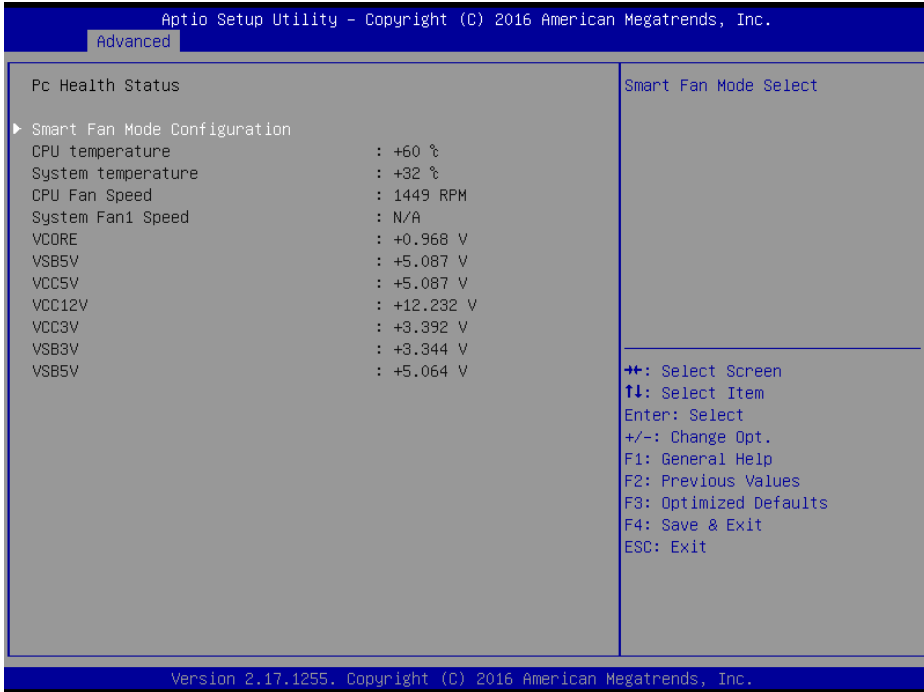 Aptio Setup Utility – Copyright (C) 2016 American Megatrends, Inc.
Advanced
Pc Health Status
Smart Fan Mode Configuration
CPU temperature : +60 ℃
System temperature : +32 ℃
CPU Fan Speed : 1449 RPM
System Fan1 Speed : N/A
VCORE : +0.968 V
VSB5V : +5.087 V
VCC5V : +5.087 V
VCC12V : +12.232 V
VCC3V : +3.392 V
VSB3V : +3.344 V
VSB5V : +5.064 V
Smart Fan Mode Select
→←: Select Screen
↑↓: Select Item
Enter: Select
+/-: Change Opt.
F1: General Help
F2: Previous Values
F3: Optimized Defaults
F4: Save & Exit
ESC: Exit
Version 2.17.1255. Copyright (C) 2016 American Megatrends, Inc.